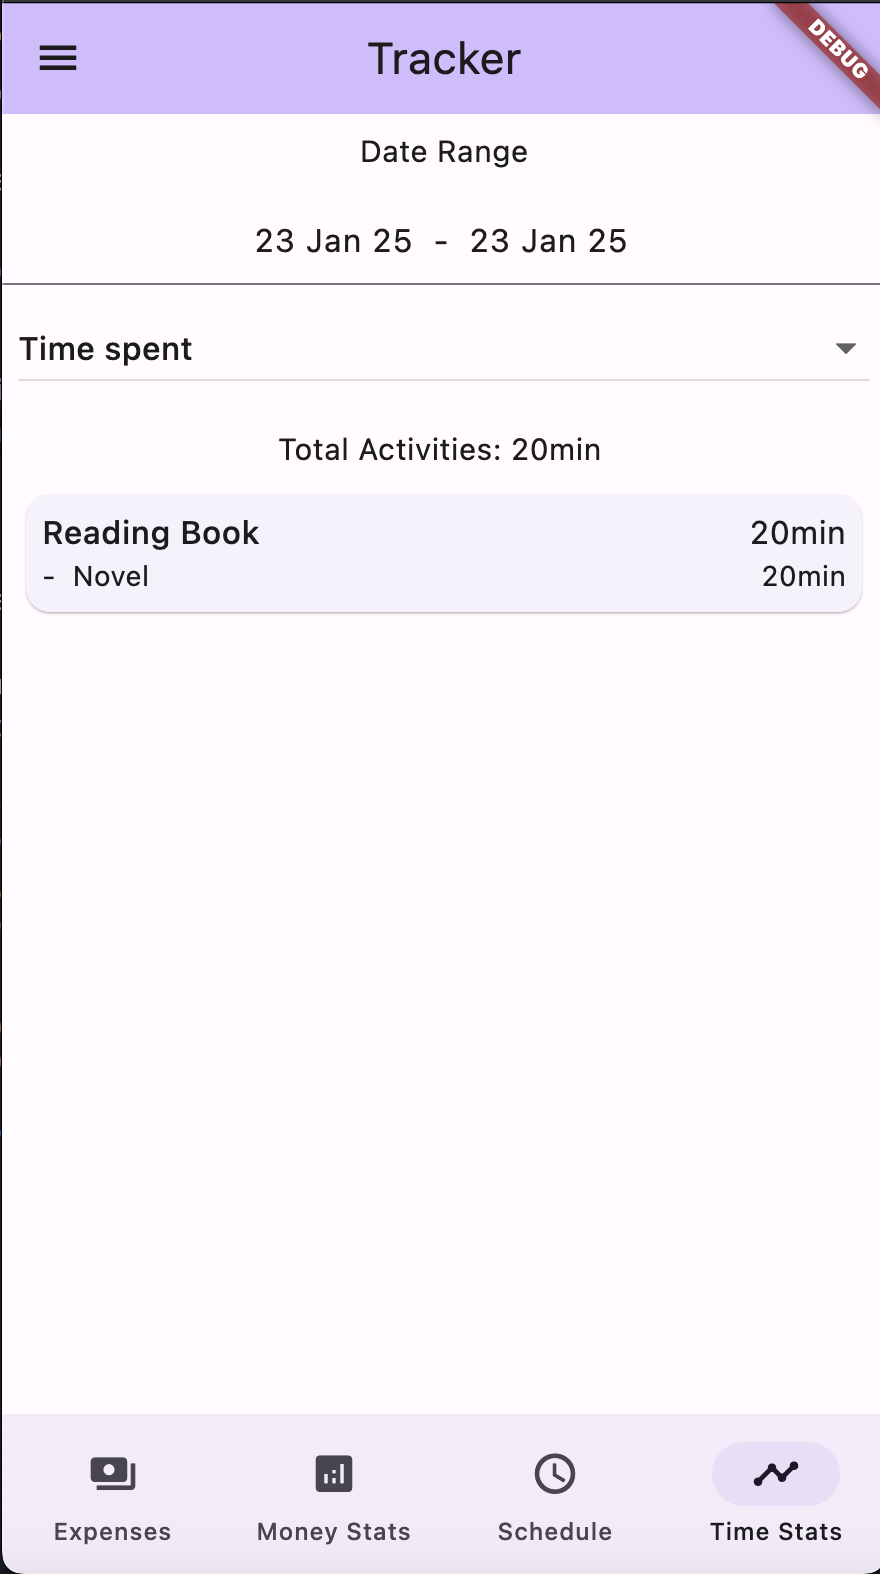 Tracker
DEBUG
Date Range
23 Jan 25 - 23 Jan 25
Time spent
Total Activities: 20min
Reading Book 20min
- Novel 20min
Expenses Money Stats Schedule Time Stats